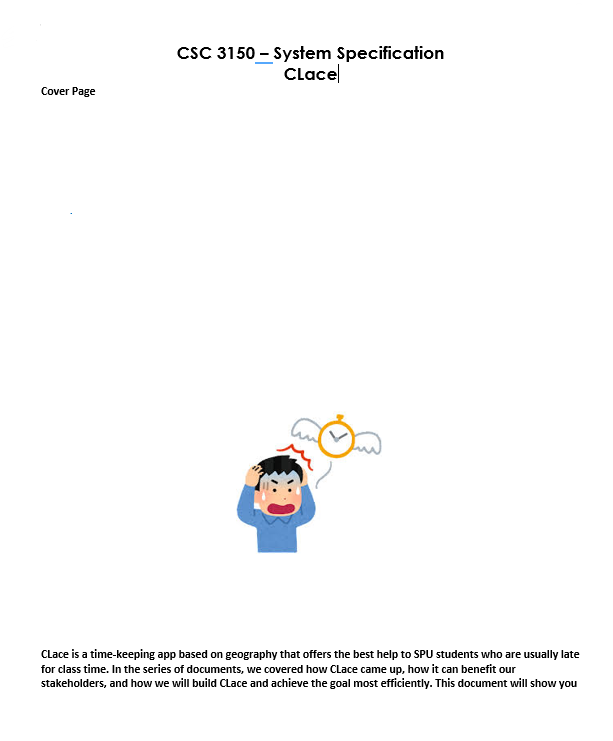 CSC 3150 – System Specification
CLace
Cover Page
CLace is a time-keeping app based on geography that offers the best help to SPU students who are usually late
for class time. In the series of documents, we covered how CLace came up, how it can benefit our
stakeholders, and how we will build CLace and achieve the goal most efficiently. This document will show you